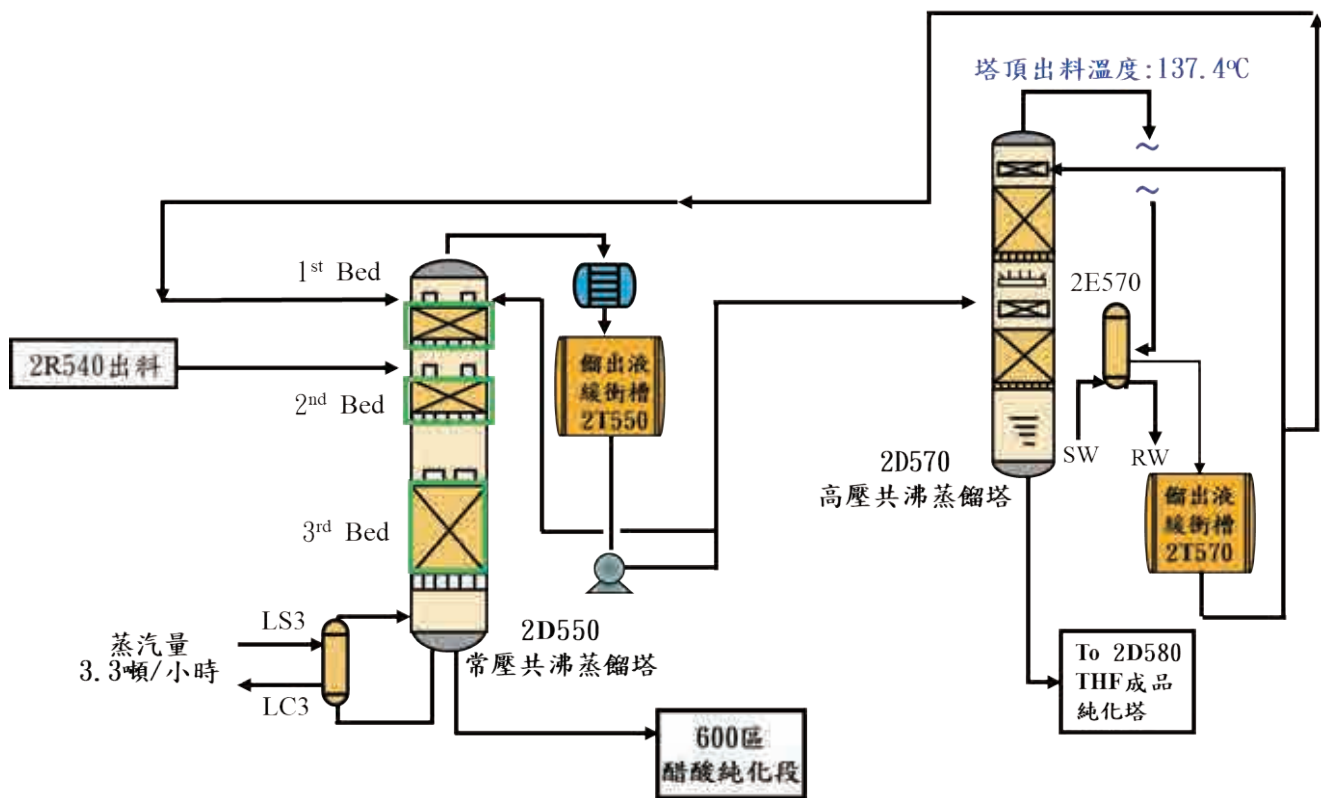 塔頂出料溫度:137.4℃
~
~
1st Bed
2E570
2R540出料
餾出液
緩衝槽
2T550
2nd Bed
SW
RW
2D570
高壓共沸蒸餾塔
餾出液
緩衝槽
2T570
3rd Bed
LS3
蒸汽量
3.3噸/小時
LC3
2D550
常壓共沸蒸餾塔
To 2D580
THF成品
純化塔
600區
醋酸純化段